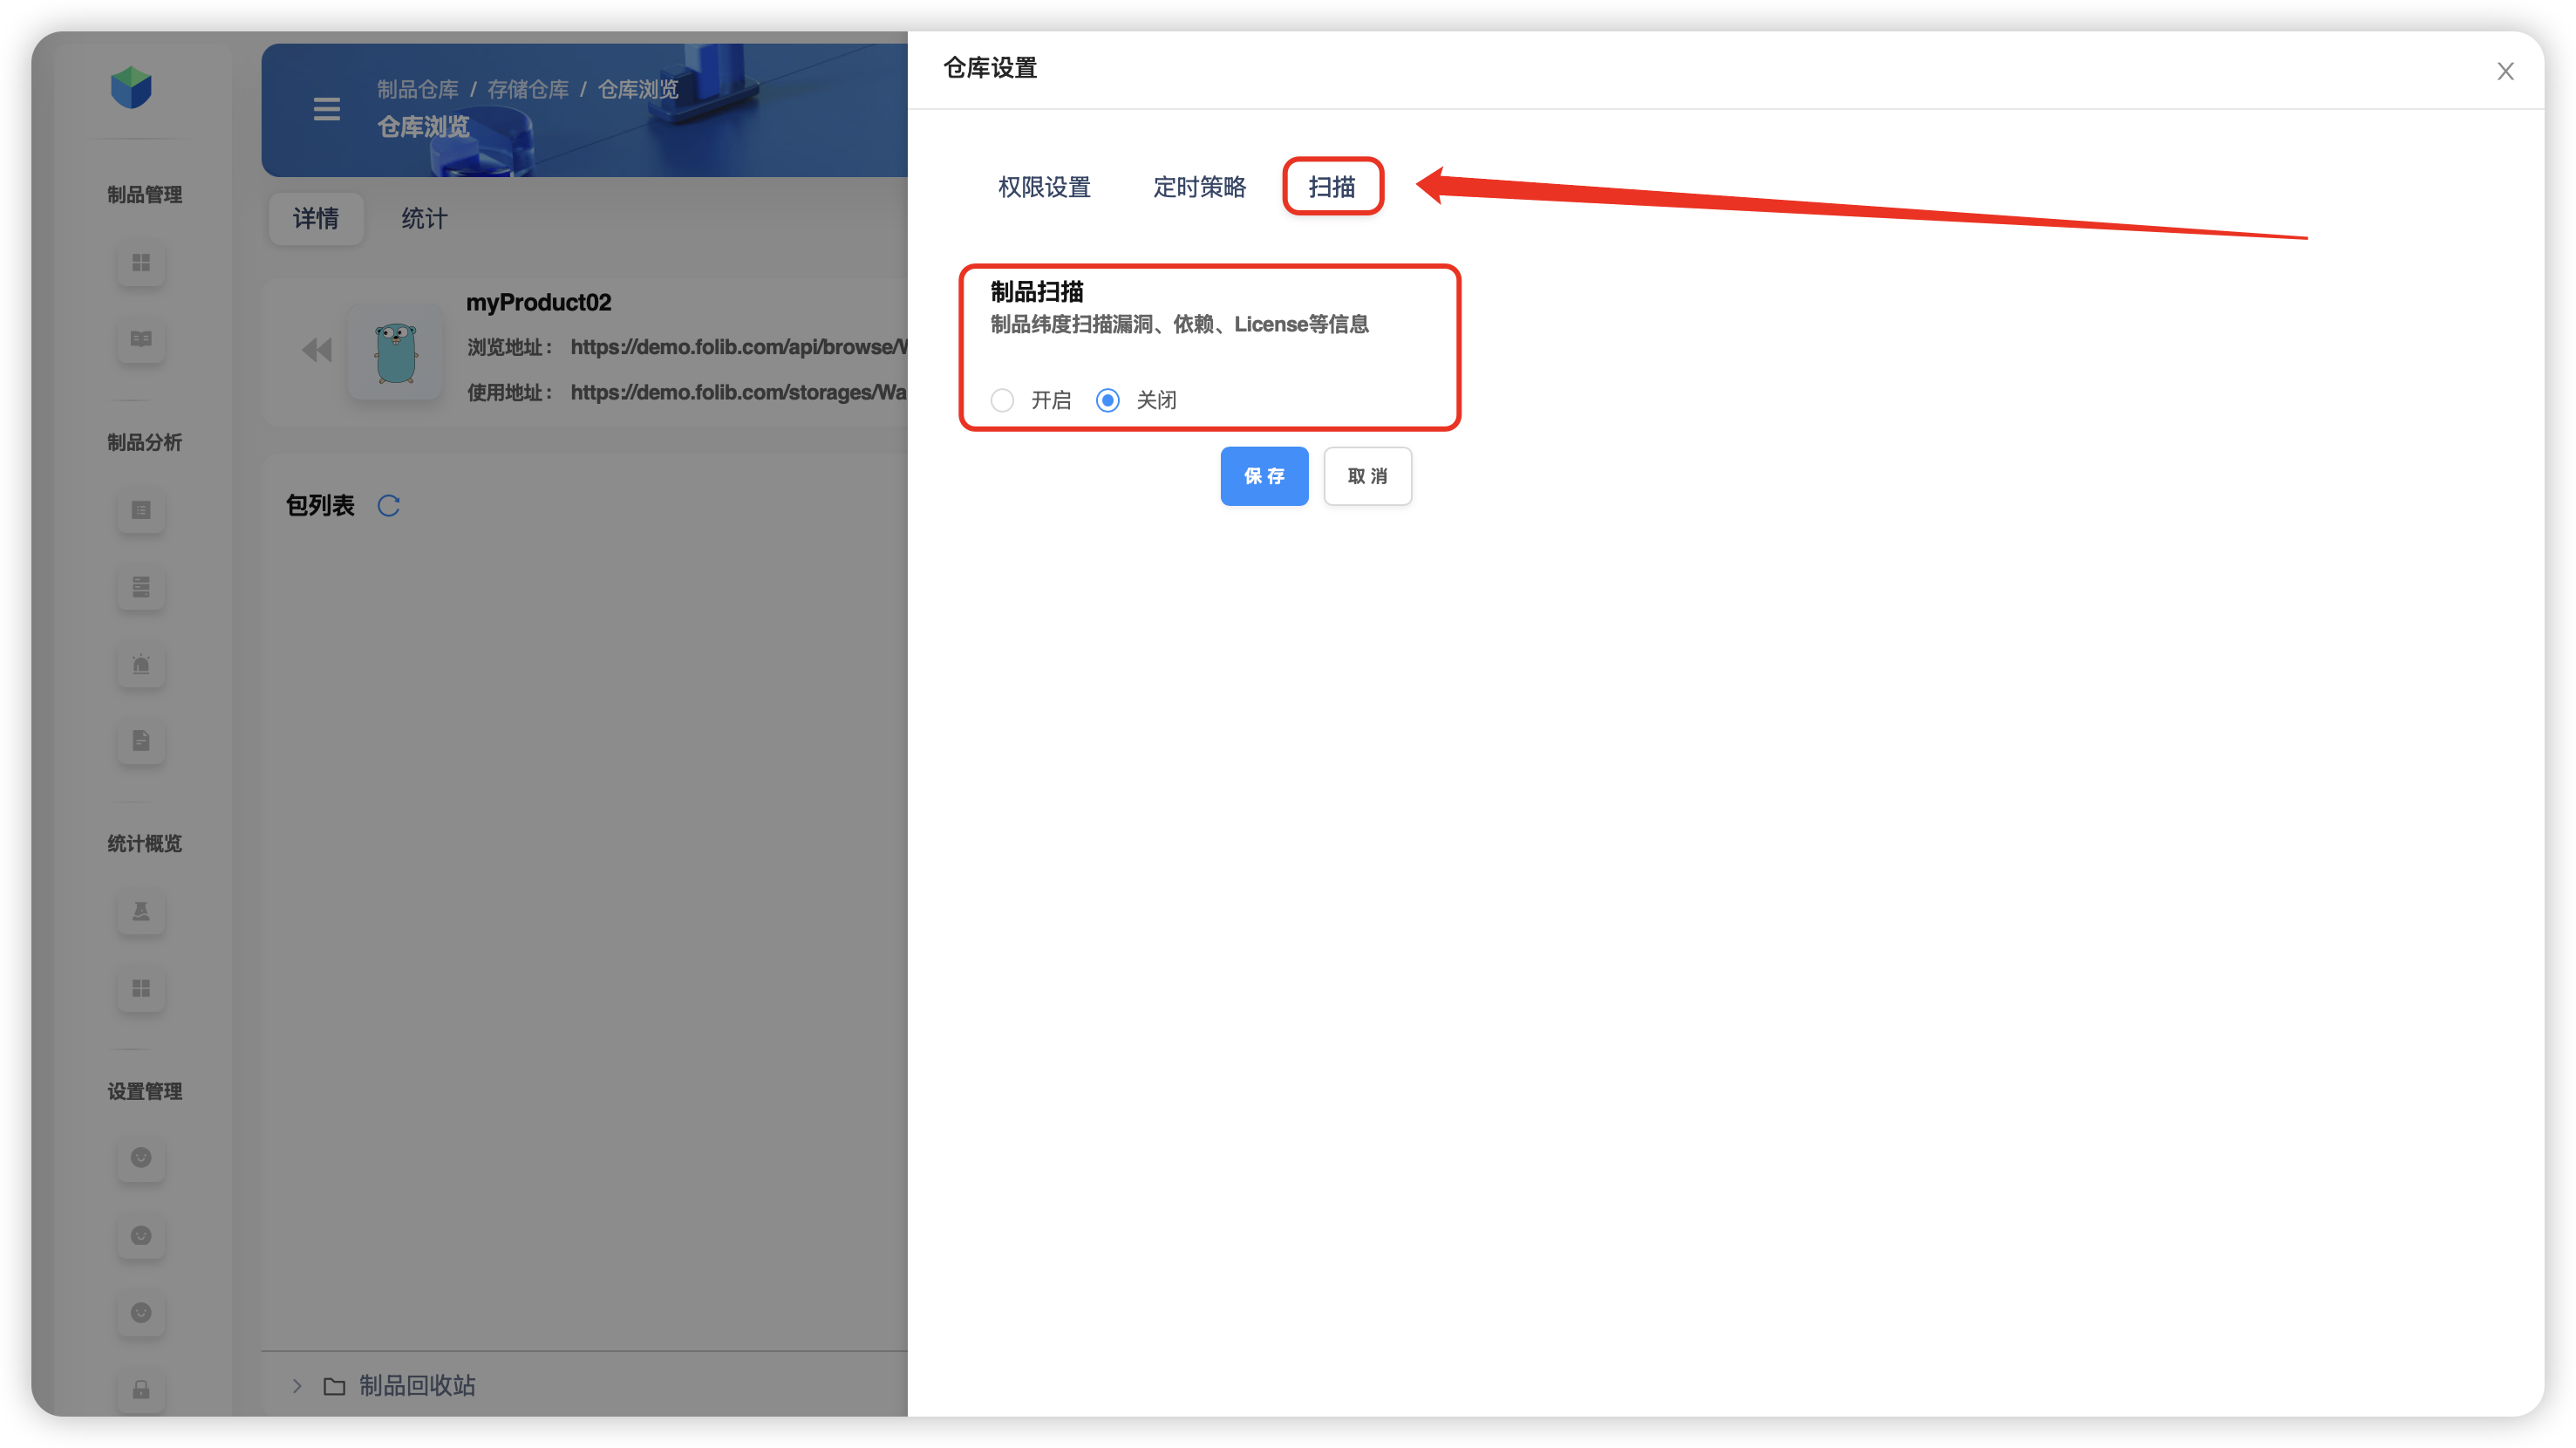 制品管理
制品分析
统计概览
设置管理
制品仓库 / 存储仓库 / 仓库浏览
仓库浏览
详情
统计
myProduct02
浏览地址： https://demo.folib.com/api/browse/W
使用地址： https://demo.folib.com/storages/Wa
包列表
制品回收站
仓库设置
权限设置
定时策略
扫描
制品扫描
制品纬度扫描漏洞、依赖、License等信息
开启
关闭
保 存
取 消